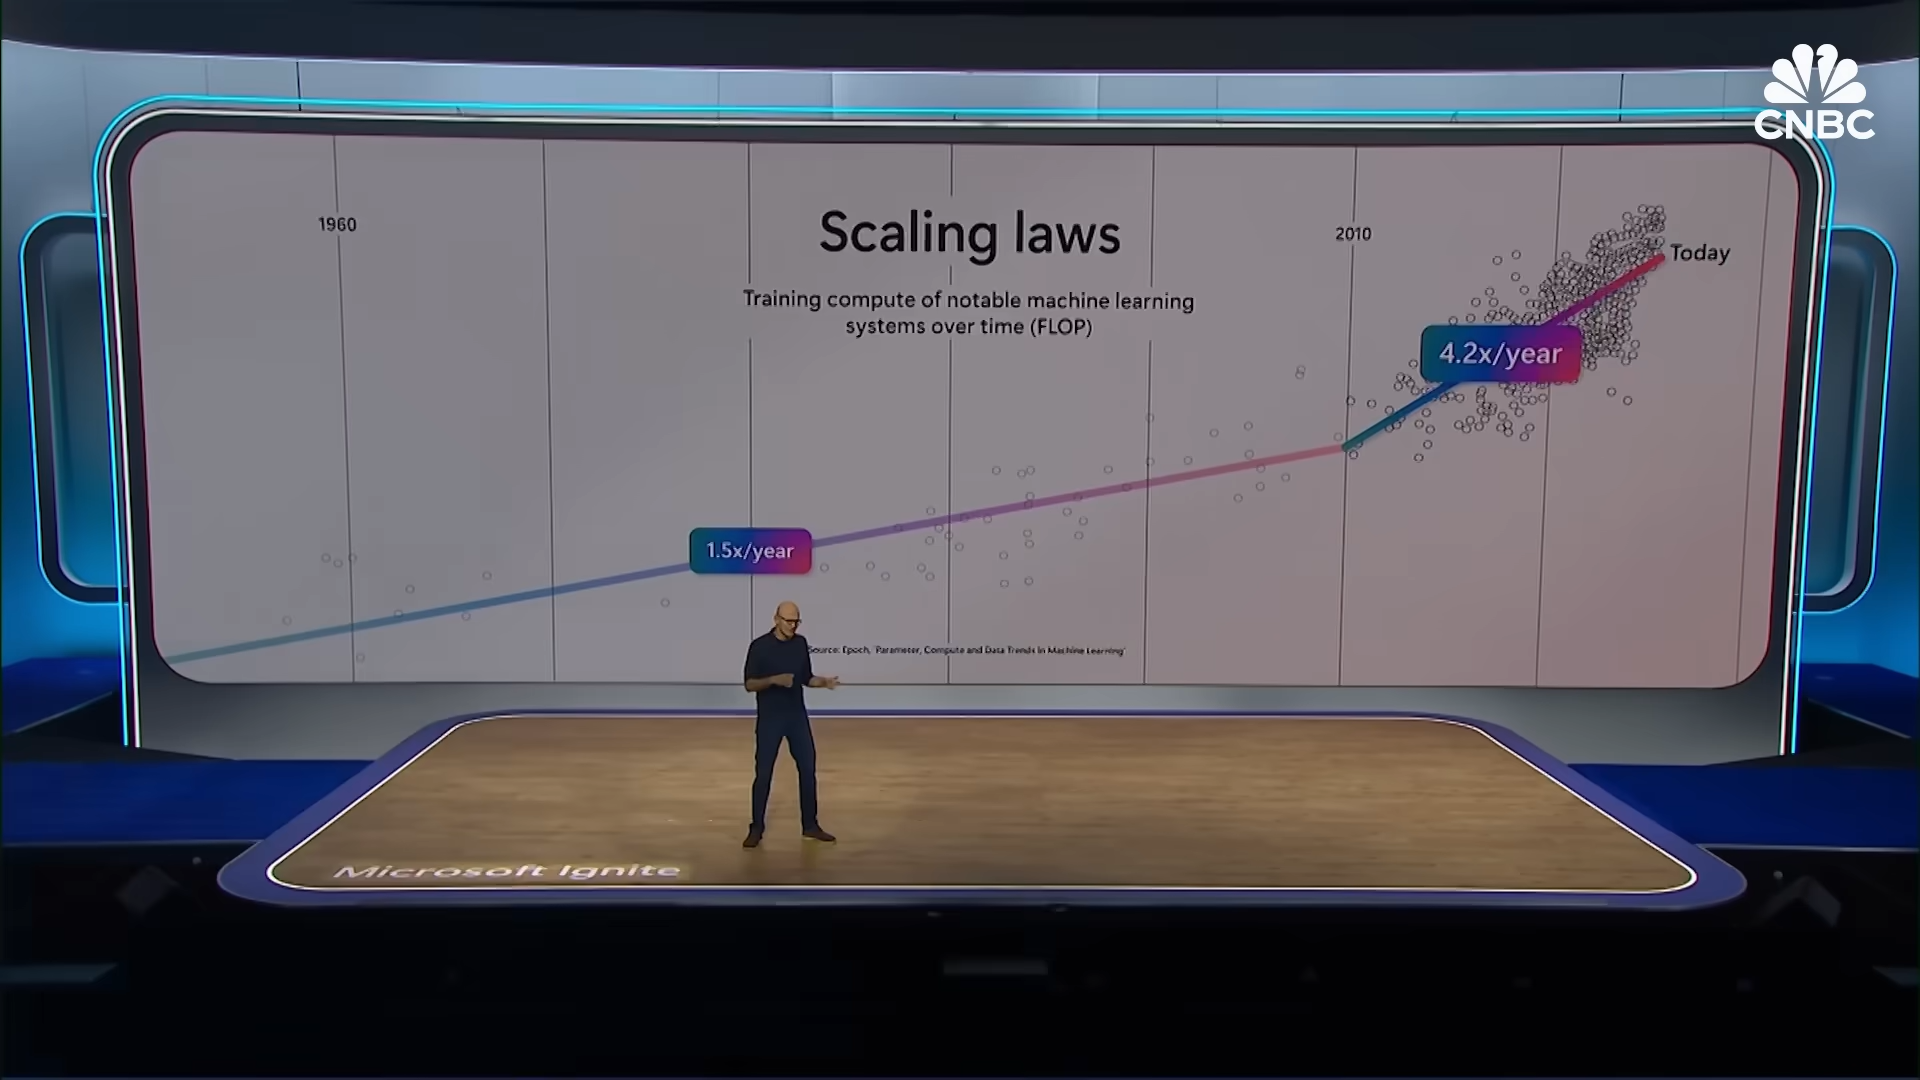 CNBC
1960
Scaling laws
2010
Today
Training compute of notable machine learning
systems over time (FLOP)
4.2x/year
1.5x/year
Source: Epoch, 'Parameter, Compute and Data Trends in Machine Learning'
Microsoft Ignite